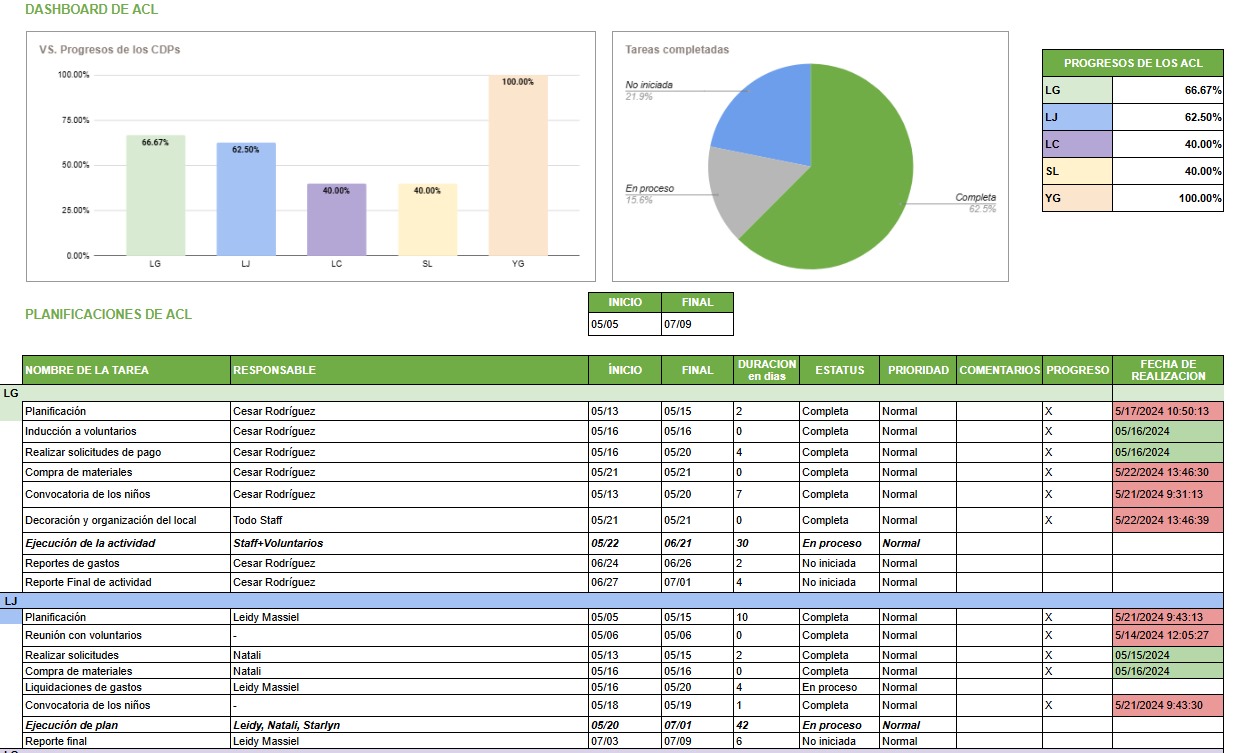 DASHBOARD DE ACL
VS. Progresos de los CDPs
100.00%
75.00%
50.00%
25.00%
0.00%
66.67%
62.50%
40.00%
40.00%
100.00%
LG
LJ
LC
SL
YG
Tareas completadas
No iniciada
21.9%
En proceso
15.6%
Completa
62.5%
PROGRESOS DE LOS ACL
LG 66.67%
LJ 62.50%
LC 40.00%
SL 40.00%
YG 100.00%
PLANIFICACIONES DE ACL
INICIO FINAL
05/05 07/09
NOMBRE DE LA TAREA RESPONSABLE ÍNICIO FINAL DURACION en dias ESTATUS PRIORIDAD COMENTARIOS PROGRESO FECHA DE REALIZACION
LG
Planificación Cesar Rodríguez 05/13 05/15 2 Completa Normal X 5/17/2024 10:50:13
Inducción a voluntarios Cesar Rodríguez 05/16 05/16 0 Completa Normal X 05/16/2024
Realizar solicitudes de pago Cesar Rodríguez 05/16 05/20 4 Completa Normal X 05/16/2024
Compra de materiales Cesar Rodríguez 05/21 05/21 0 Completa Normal X 5/22/2024 13:46:30
Convocatoria de los niños Cesar Rodríguez 05/13 05/20 7 Completa Normal X 5/21/2024 9:31:13
Decoración y organización del local Todo Staff 05/21 05/21 0 Completa Normal X 5/22/2024 13:46:39
Ejecución de la actividad Staff+Voluntarios 05/22 06/21 30 En proceso Normal
Reportes de gastos Cesar Rodríguez 06/24 06/26 2 No iniciada Normal
Reporte Final de actividad Cesar Rodríguez 06/27 07/01 4 No iniciada Normal
LJ
Planificación Leidy Massiel 05/05 05/15 10 Completa Normal X 5/21/2024 9:43:13
Reunión con voluntarios - 05/06 05/06 0 Completa Normal X 5/14/2024 12:05:27
Realizar solicitudes Natali 05/13 05/15 2 Completa Normal X 05/15/2024
Compra de materiales Natali 05/16 05/16 0 Completa Normal X 05/16/2024
Liquidaciones de gastos Leidy Massiel 05/16 05/20 4 En proceso Normal
Convocatoria de los niños - 05/18 05/19 1 Completa Normal X 5/21/2024 9:43:30
Ejecución de plan Leidy, Natali, Starlyn 05/20 07/01 42 En proceso Normal
Reporte final Leidy Massiel 07/03 07/09 6 No iniciada Normal